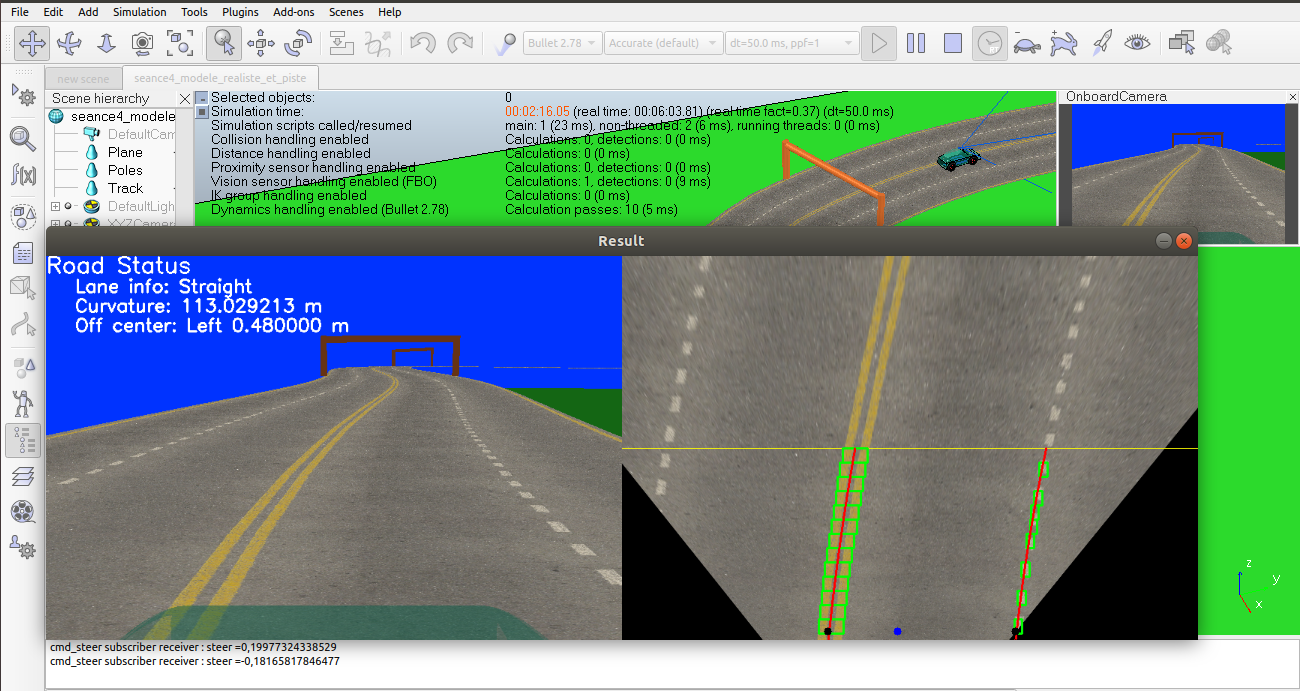 File Edit Add Simulation Tools Plugins Add-ons Scenes Help
Bullet 2.78 Accurate (default) dt=50.0 ms, ppf=1
new scene seance4_modele_realiste_et_piste
Scene hierarchy
seance4_modele
DefaultCam
Plane
Poles
Track
DefaultLigh
XYZCamera
Selected objects: 0
Simulation time: 00:02:16.05 (real time: 00:06:03.81) (real time fact=0.37) (dt=50.0 ms)
Simulation scripts called/resumed main: 1 (23 ms), non-threaded: 2 (6 ms), running threads: 0 (0 ms)
Collision handling enabled Calculations: 0, detections: 0 (0 ms)
Distance handling enabled Calculations: 0 (0 ms)
Proximity sensor handling enabled Calculations: 0, detections: 0 (0 ms)
Vision sensor handling enabled (FBO) Calculations: 1, detections: 0 (9 ms)
IK group handling enabled Calculations: 0 (0 ms)
Dynamics handling enabled (Bullet 2.78) Calculation passes: 10 (5 ms)
OnboardCamera
Result
Road Status
Lane info: Straight
Curvature: 113.029213 m
Off center: Left 0.480000 m
z
y
x
cmd_steer subscriber receiver : steer =0,19977324338529
cmd_steer subscriber receiver : steer =-0,18165817846477